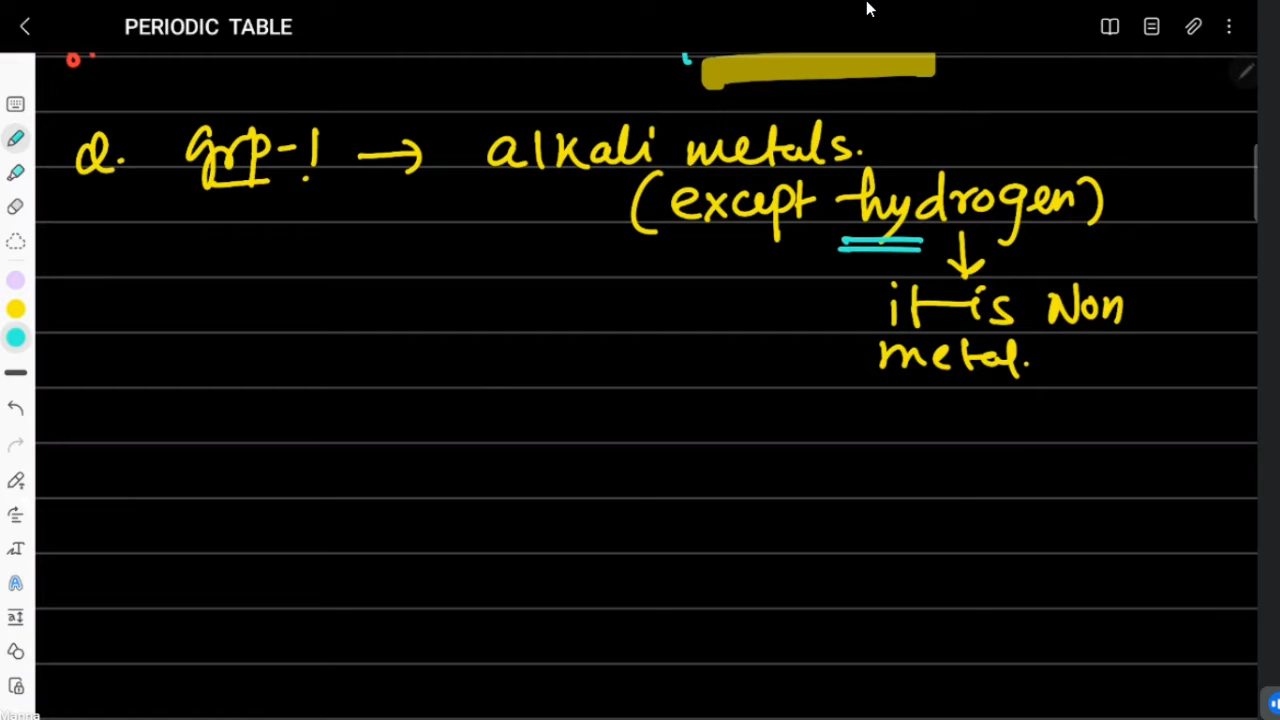 PERIODIC TABLE
d. grp-1 → alkali metals.
(except hydrogen)
↓
it is Non
metal.